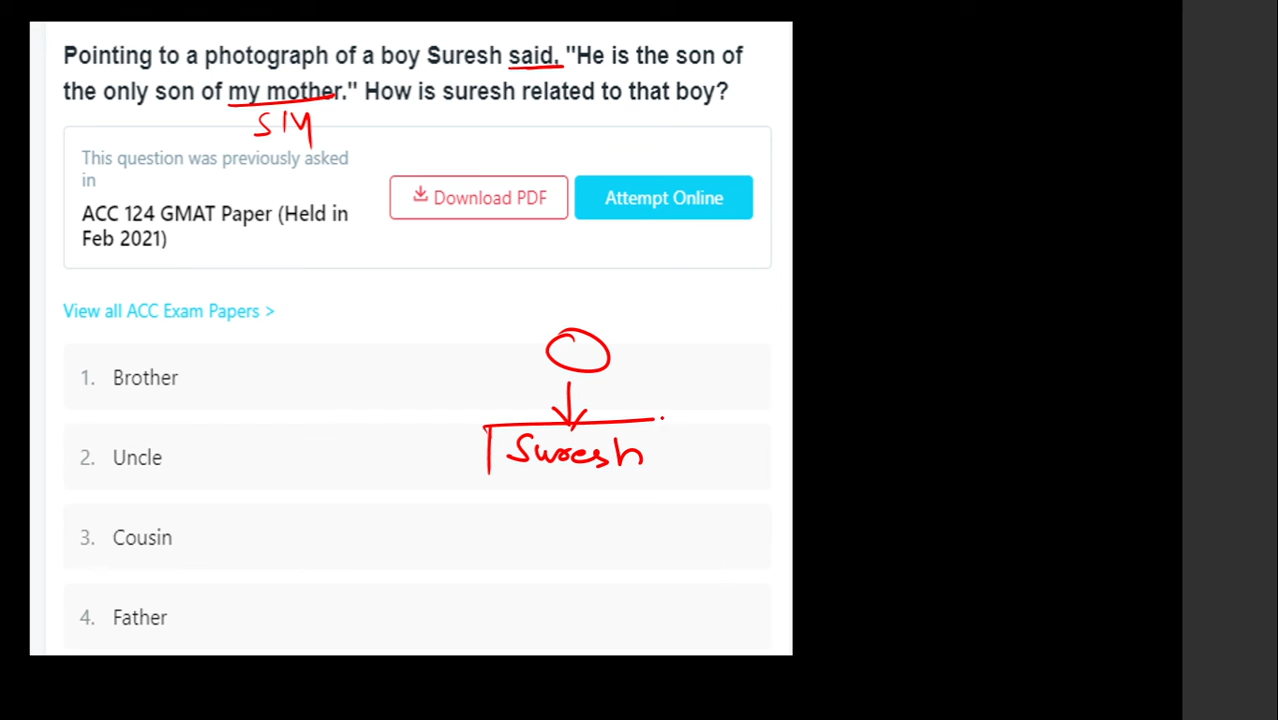 Pointing to a photograph of a boy Suresh said. "He is the son of
the only son of my mother." How is suresh related to that boy?
SM
This question was previously asked
in
ACC 124 GMAT Paper (Held in
Feb 2021)
Download PDF
Attempt Online
View all ACC Exam Papers >
1. Brother
2. Uncle
Suresh
3. Cousin
4. Father